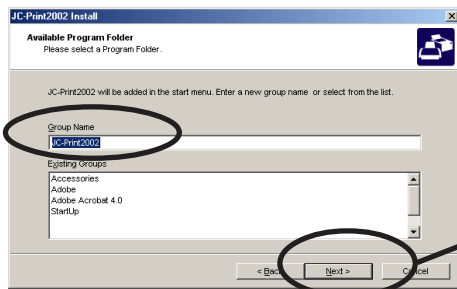 JC-Print2002 Install
Available Program Folder
Please select a Program Folder.
JC-Print2002 will be added in the start menu. Enter a new group name or select from the list.
Group Name
JC-Print2002
Existing Groups
Accessories
Adobe
Adobe Acrobat 4.0
StartUp
< Back Next > Cancel